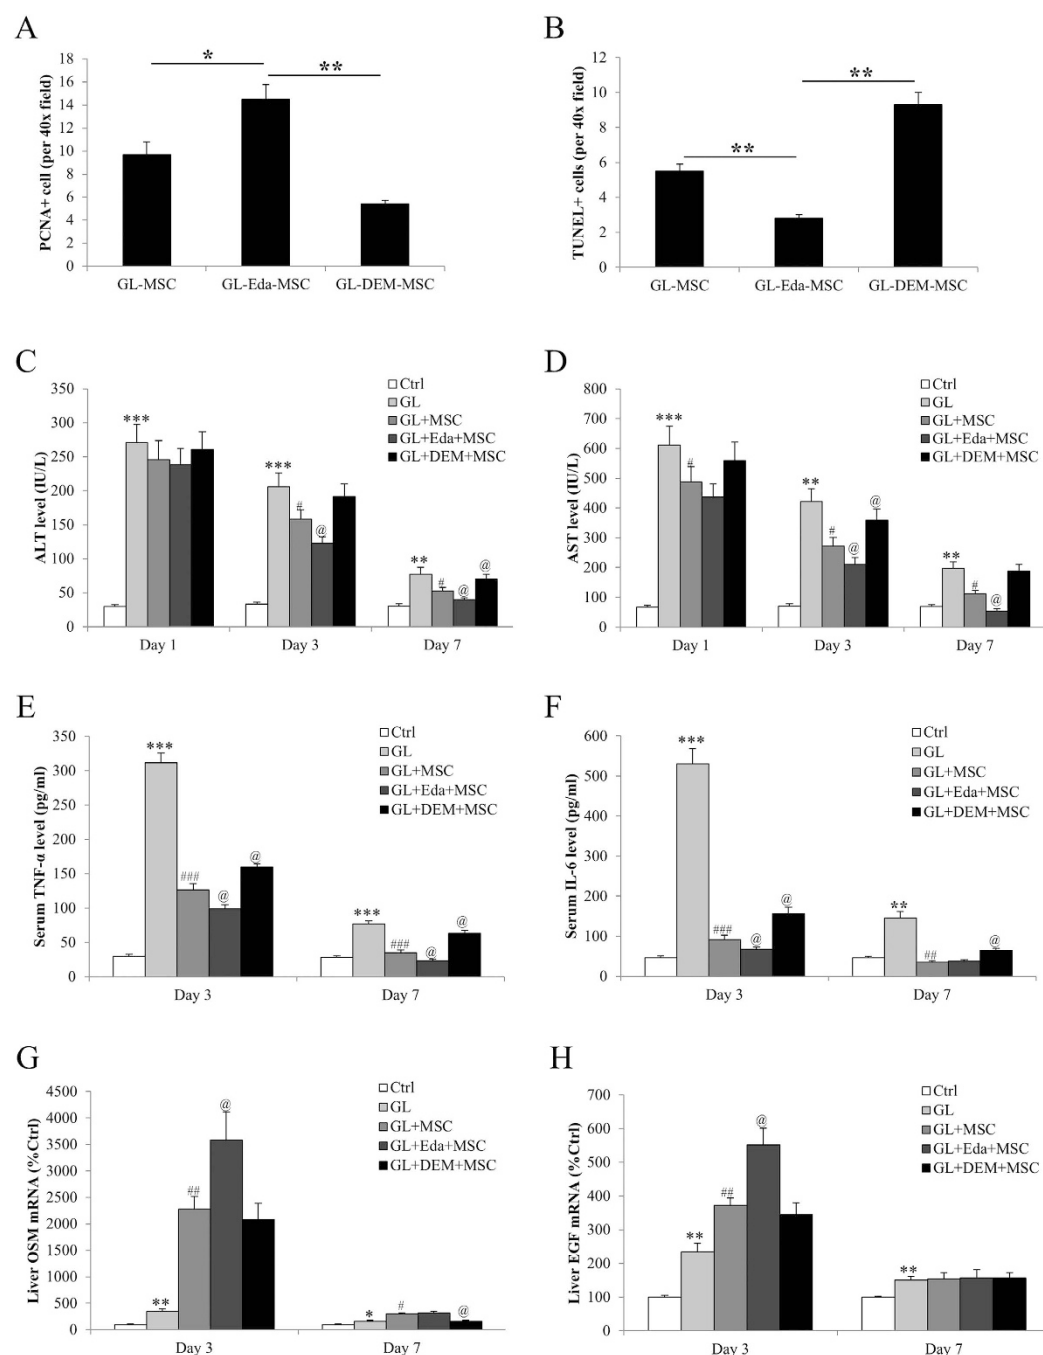 A
PCNA+ cell (per 40x field)
18
16
14
12
10
8
6
4
2
0
*
**
GL-MSC
GL-Eda-MSC
GL-DEM-MSC
B
TUNEL+ cells (per 40x field)
12
10
8
6
4
2
0
**
**
GL-MSC
GL-Eda-MSC
GL-DEM-MSC
C
ALT level (IU/L)
350
300
250
200
150
100
50
0
Ctrl
GL
GL+MSC
GL+Eda+MSC
GL+DEM+MSC
***
***
#
@
**
#
@
@
Day 1
Day 3
Day 7
D
AST level (IU/L)
800
700
600
500
400
300
200
100
0
Ctrl
GL
GL+MSC
GL+Eda+MSC
GL+DEM+MSC
***
#
**
#
@
@
**
#
@
Day 1
Day 3
Day 7
E
Serum TNF-α level (pg/ml)
350
300
250
200
150
100
50
0
Ctrl
GL
GL+MSC
GL+Eda+MSC
GL+DEM+MSC
***
###
@
@
***
###
@
@
Day 3
Day 7
F
Serum IL-6 level (pg/ml)
600
500
400
300
200
100
0
Ctrl
GL
GL+MSC
GL+Eda+MSC
GL+DEM+MSC
***
###
@
@
**
##
@
Day 3
Day 7
G
Liver OSM mRNA (%Ctrl)
4500
4000
3500
3000
2500
2000
1500
1000
500
0
Ctrl
GL
GL+MSC
GL+Eda+MSC
GL+DEM+MSC
**
##
@
*
#
@
Day 3
Day 7
H
Liver EGF mRNA (%Ctrl)
700
600
500
400
300
200
100
0
Ctrl
GL
GL+MSC
GL+Eda+MSC
GL+DEM+MSC
**
##
@
**
Day 3
Day 7